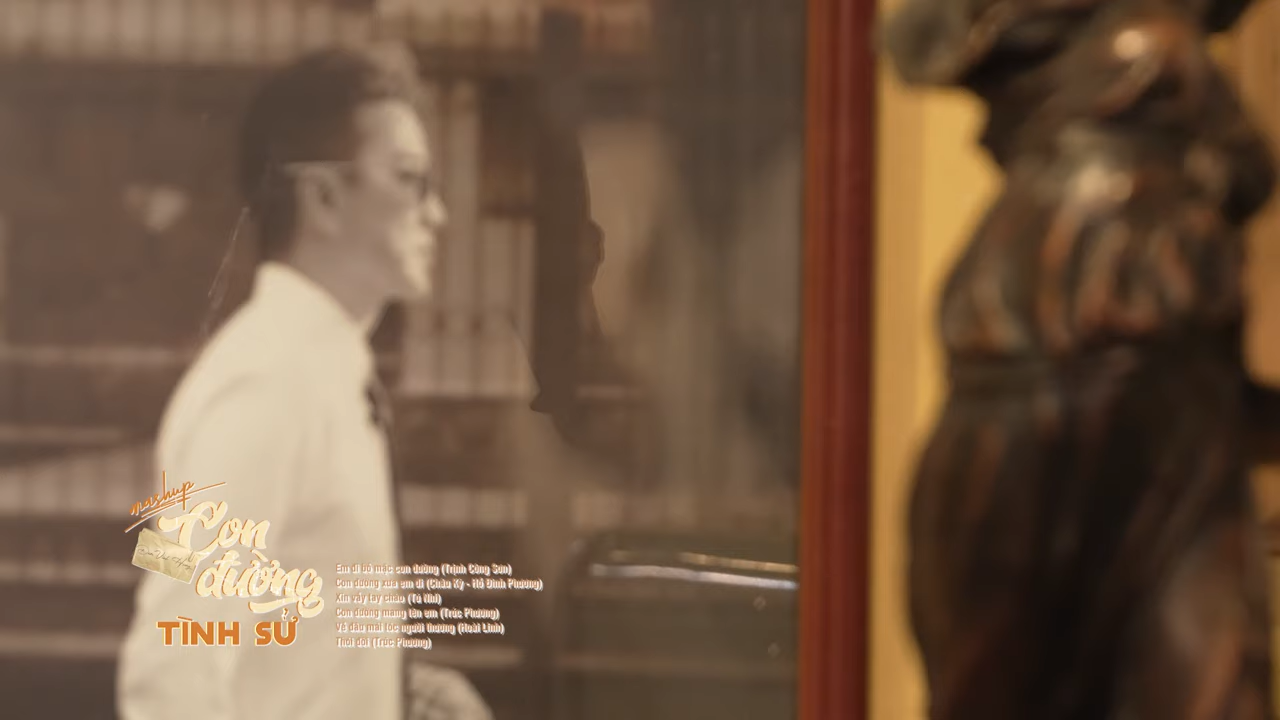 mashup
Con
đường
TÌNH SỬ
Em đi bỏ mặc con đường (Trịnh Công Sơn)
Con đường xưa em đi (Châu Kỳ - Hồ Đình Phương)
Xin vẫy tay chào (Tú Nhi)
Con đường mang tên em (Trúc Phương)
Về đâu mái tóc người thương (Hoài Linh)
Thói đời (Trúc Phương)